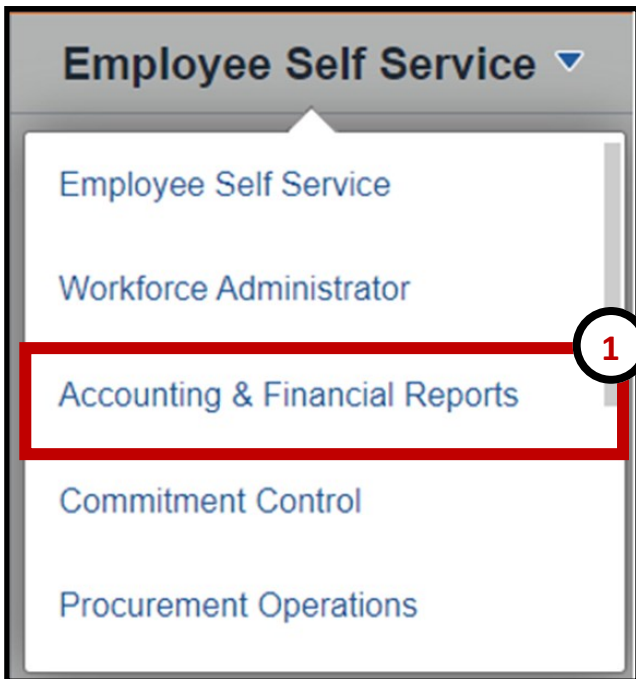 Employee Self Service
Employee Self Service
Workforce Administrator
1
Accounting & Financial Reports
Commitment Control
Procurement Operations